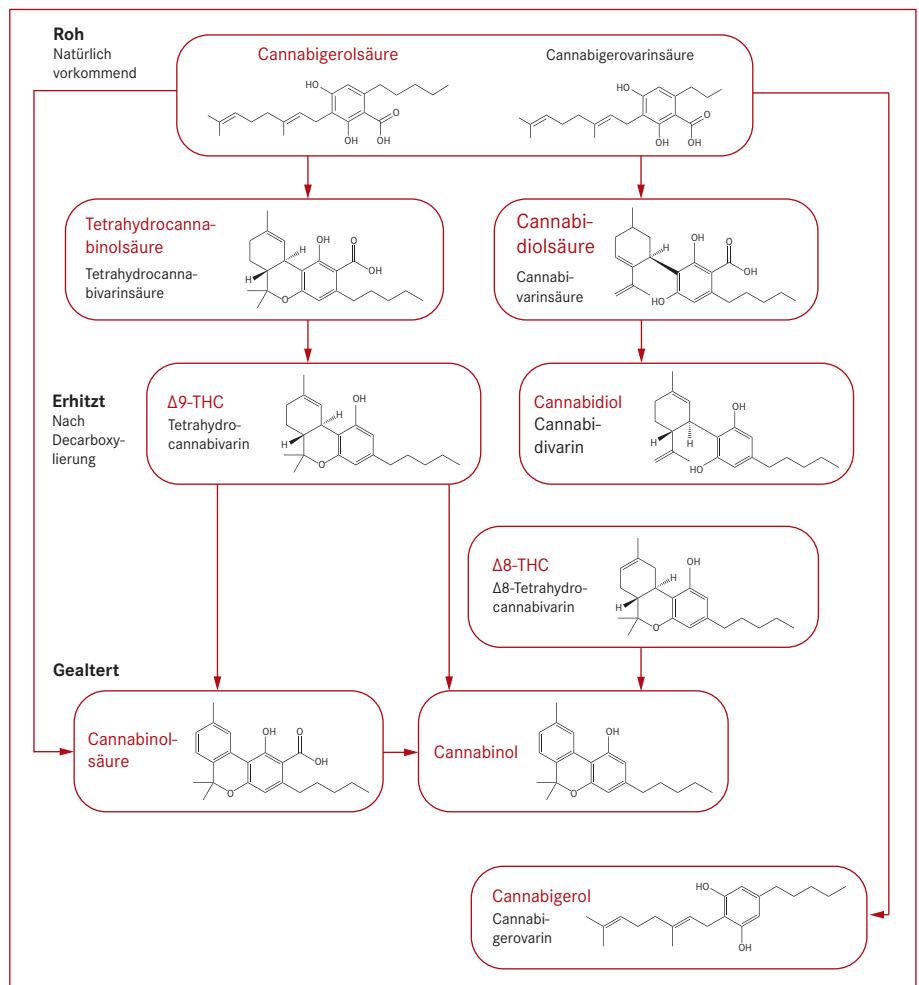 Roh
Natürlich
vorkommend
Cannabigerolsäure
HO
O
OH
OH
Cannabigerovarinsäure
HO
O
OH
OH
Tetrahydrocanna-
binolsäure
Tetrahydrocanna-
bivarinsäure
H
H
OH
O
OH
O
Cannabi-
diolsäure
Cannabi-
varinsäure
H
OH
O
OH
HO
Erhitzt
Nach
Decarboxy-
lierung
Δ9-THC
Tetrahydro-
cannabivarin
OH
H
H
O
Cannabidiol
Cannabi-
divarin
OH
H
H
HO
Δ8-THC
Δ8-Tetrahydro-
cannabivarin
OH
H
H
O
Gealtert
Cannabinol-
säure
OH
O
OH
O
Cannabinol
OH
O
Cannabigerol
Cannabi-
gerovarin
HO
OH